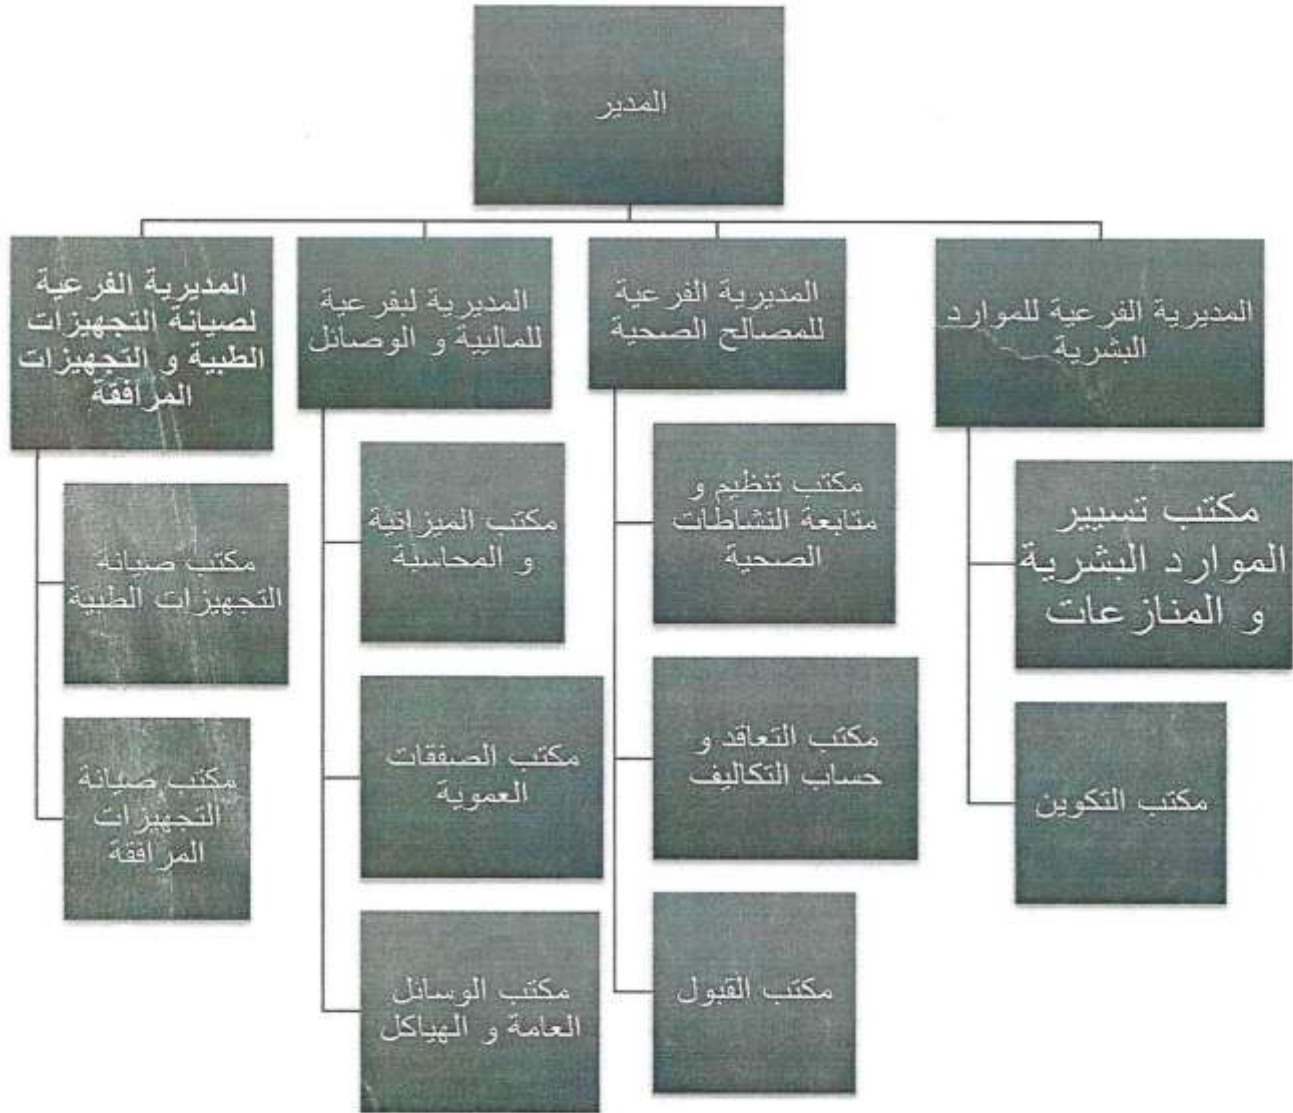 المدير
المديرية الفرعية للموارد
البشرية
مكتب تسيير
الموارد البشرية
و المنازعات
مكتب التكوين
المديرية الفرعية
للمصالح الصحية
مكتب تنظيم و
متابعة النشاطات
الصحية
مكتب التعاقد و
حساب التكاليف
مكتب القبول
المديرية لبفرعية
للماليية و الوصائل
مكتب الميزانية
و المحاسبة
مكتب الصفقات
العموية
مكتب الوسائل
العامة و الهياكل
المديرية الفرعية
لصيانة التجهيزات
الطبية و التجهيزات
المرافقة
مكتب صيانة
التجهيزات الطبية
مكتب صيانة
التجهيزات
المرافقة